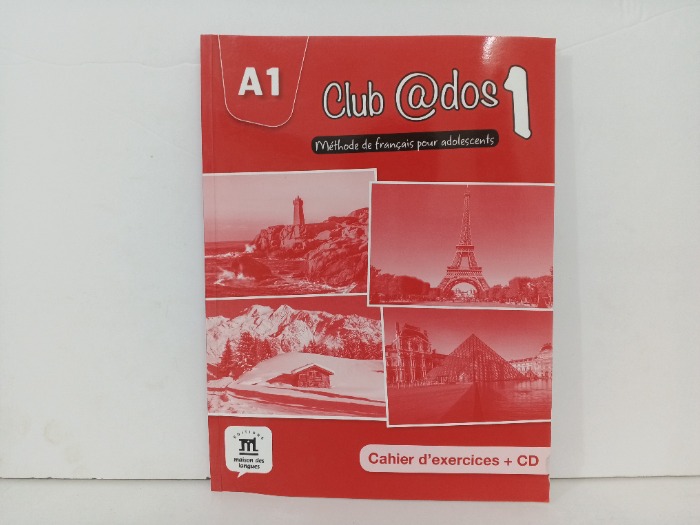 A1
Club @dos 1
Méthode de français pour adolescents
ÉDITIONS
maison des
langues
Cahier d'exercices + CD